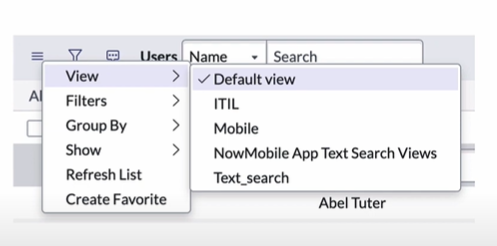 Users Name Search
View
Filters
Group By
Show
Refresh List
Create Favorite
Default view
ITIL
Mobile
NowMobile App Text Search Views
Text_search
Abel Tuter